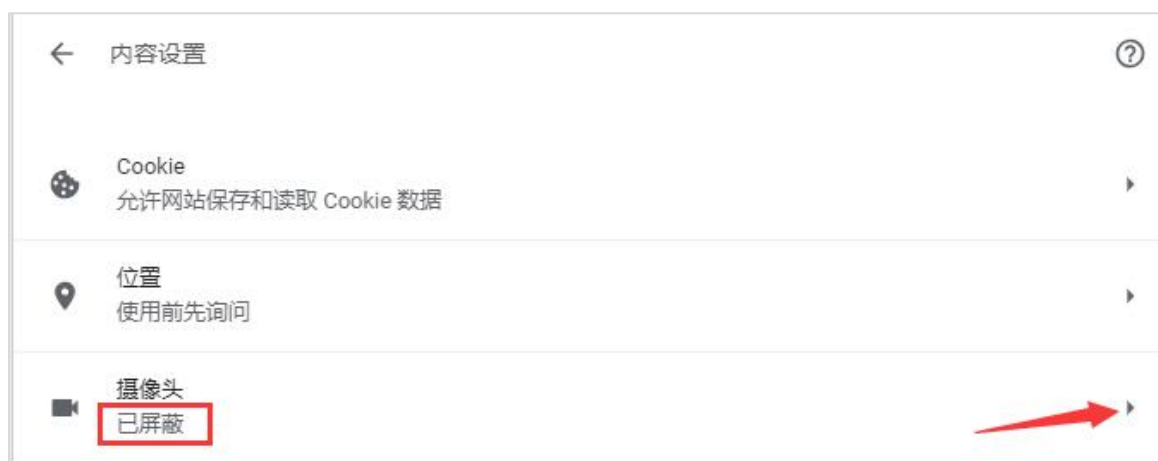 内容设置
Cookie
允许网站保存和读取 Cookie 数据
位置
使用前先询问
摄像头
已屏蔽